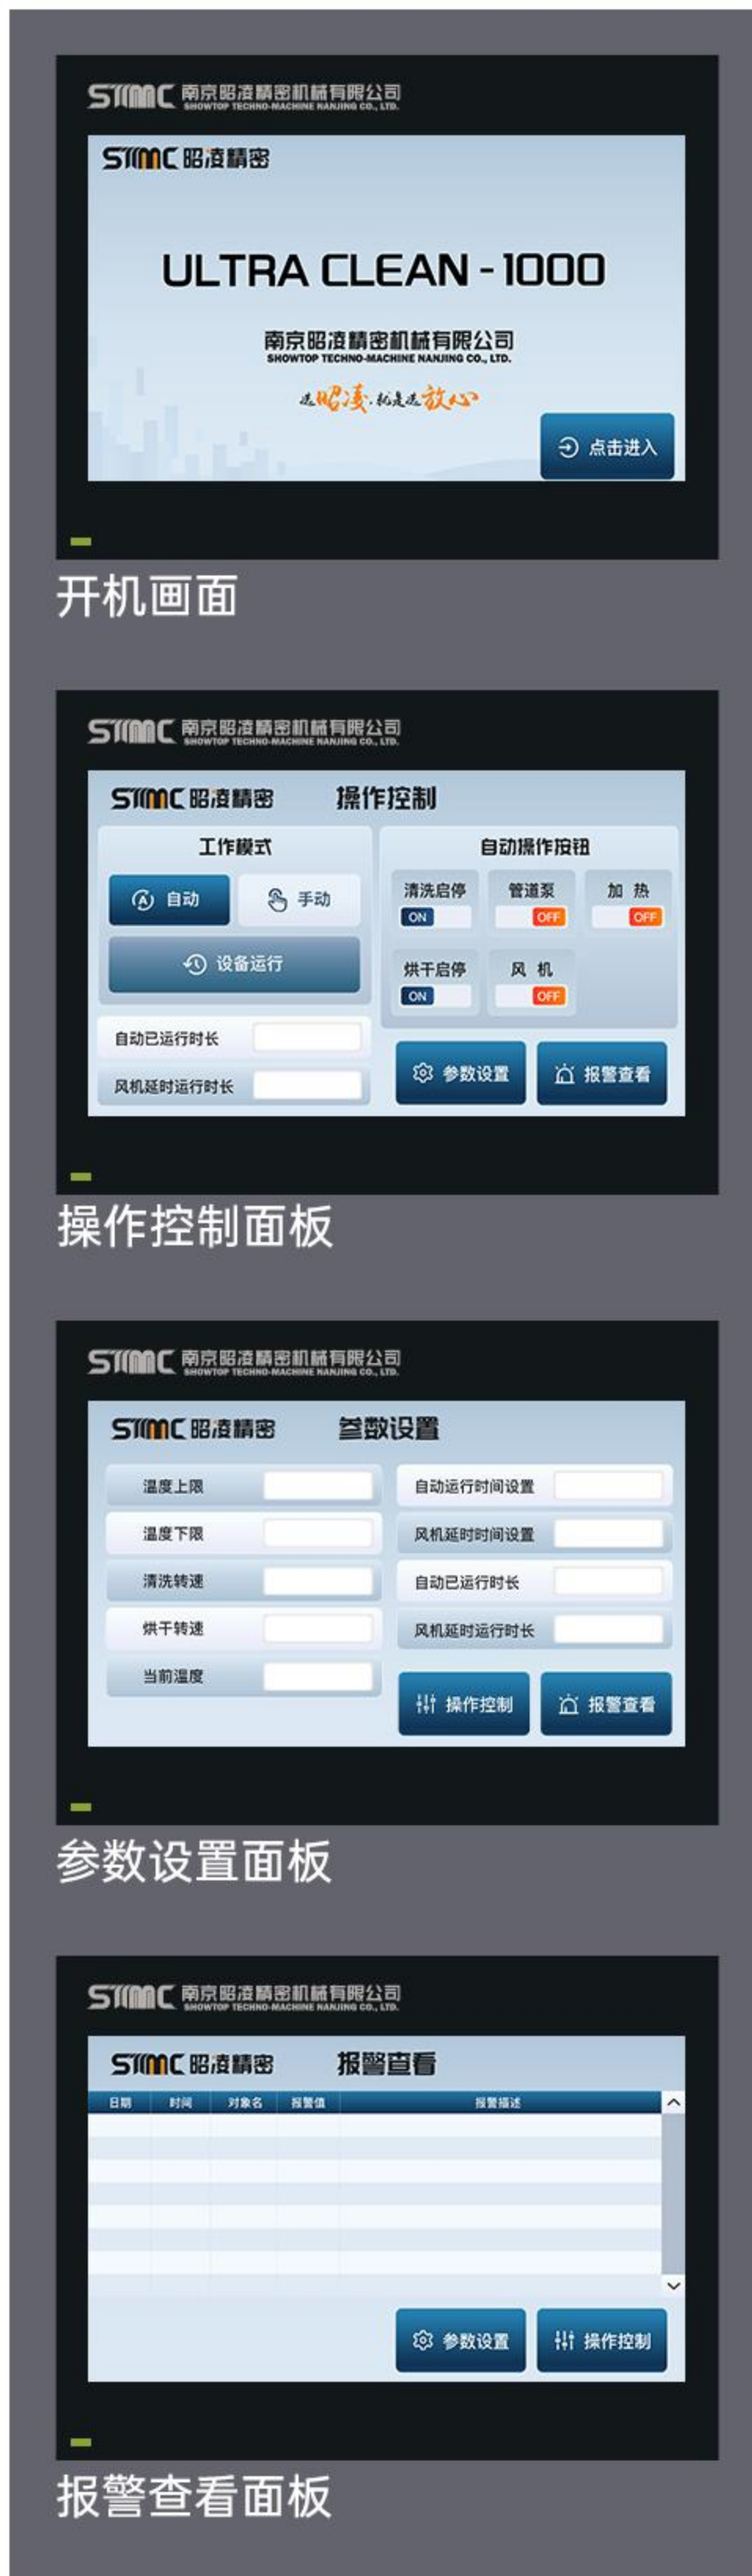 STMC 南京昭凌精密机械有限公司
SHOWTOP TECHNO-MACHINE NANJING CO., LTD.
STMC 昭凌精密
ULTRA CLEAN - 1000
南京昭凌精密机械有限公司
SHOWTOP TECHNO-MACHINE NANJING CO., LTD.
选昭凌·就是选放心
点击进入
开机画面
STMC 南京昭凌精密机械有限公司
SHOWTOP TECHNO-MACHINE NANJING CO., LTD.
STMC 昭凌精密 操作控制
工作模式 自动操作按钮
A 自动 手动
清洗启停 管道泵 加 热
ON OFF OFF
设备运行
烘干启停 风 机
ON OFF
自动已运行时长
风机延时运行时长
参数设置 报警查看
操作控制面板
STMC 南京昭凌精密机械有限公司
SHOWTOP TECHNO-MACHINE NANJING CO., LTD.
STMC 昭凌精密 参数设置
温度上限 自动运行时间设置
温度下限 风机延时时间设置
清洗转速 自动已运行时长
烘干转速 风机延时运行时长
当前温度
操作控制 报警查看
参数设置面板
STMC 南京昭凌精密机械有限公司
SHOWTOP TECHNO-MACHINE NANJING CO., LTD.
STMC 昭凌精密 报警查看
日期 时间 对象名 报警值 报警描述
参数设置 操作控制
报警查看面板